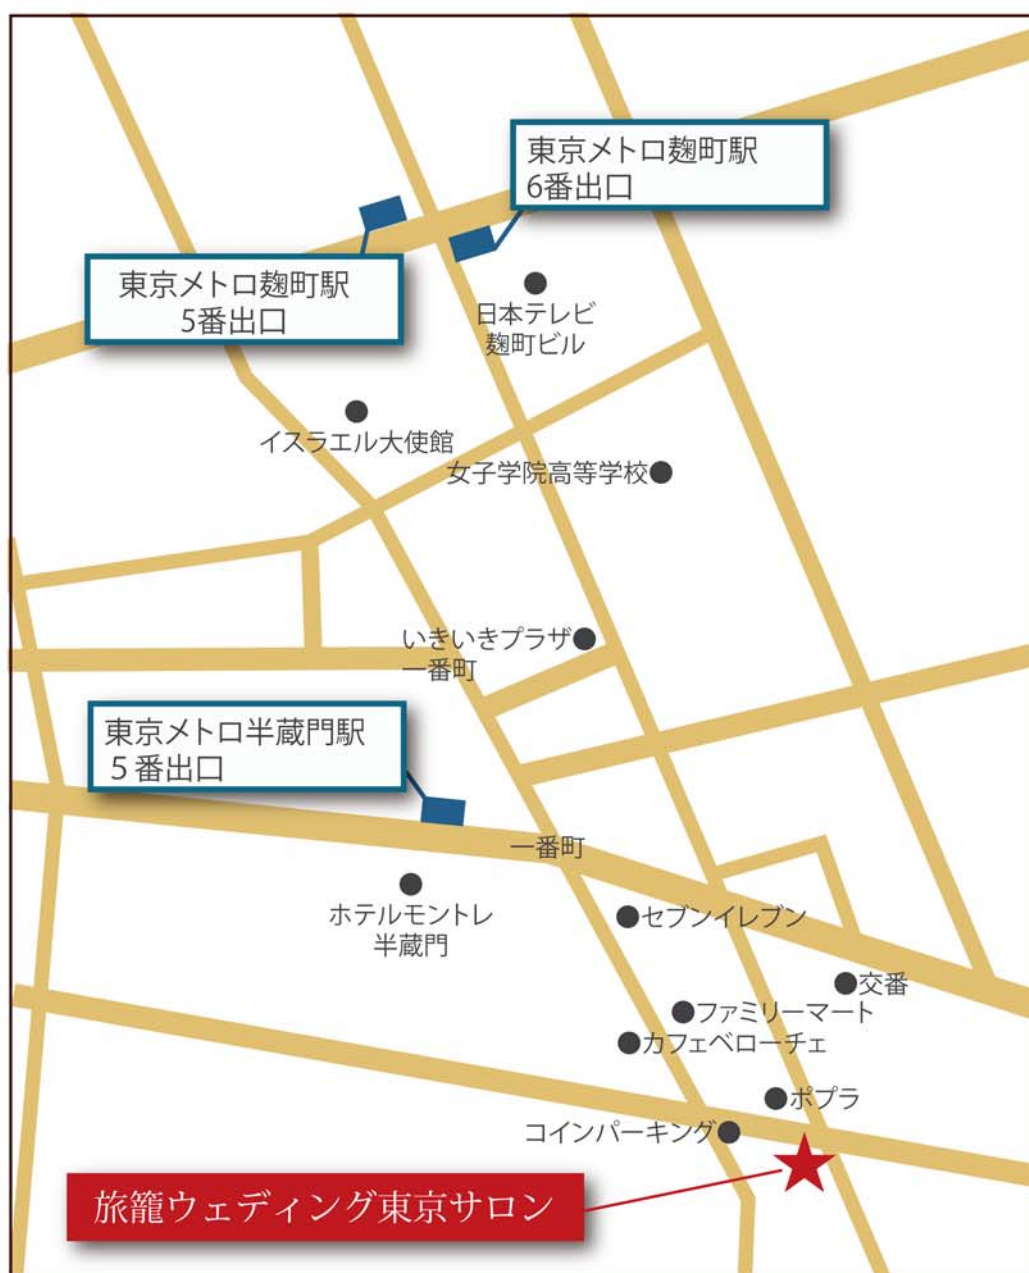 東京メトロ麹町駅
6番出口
東京メトロ麹町駅
5番出口
日本テレビ
麹町ビル
イスラエル大使館
女子学院高等学校
いきいきプラザ
一番町
東京メトロ半蔵門駅
５番出口
一番町
ホテルモントレ
半蔵門
セブンイレブン
交番
ファミリーマート
カフェベローチェ
ポプラ
コインパーキング
旅籠ウェディング東京サロン